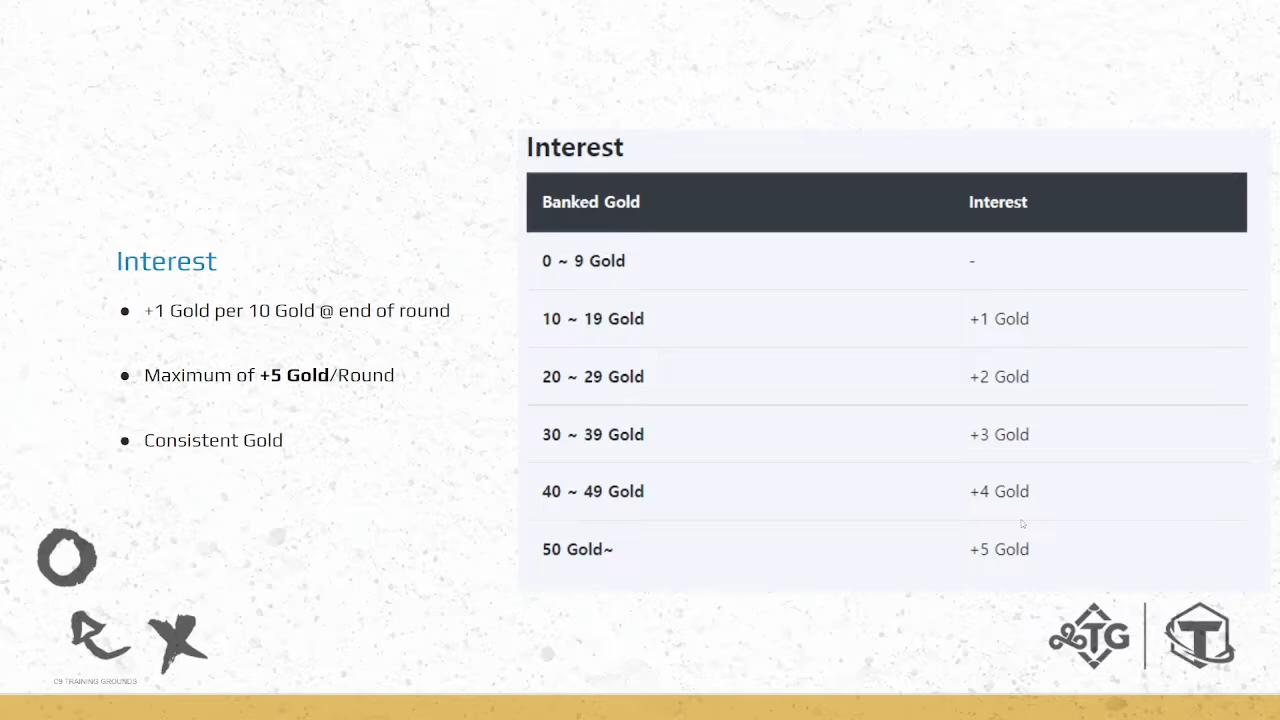 Interest
+1 Gold per 10 Gold @ end of round
Maximum of +5 Gold/Round
Consistent Gold
Interest
Banked Gold Interest
0 ~ 9 Gold -
10 ~ 19 Gold +1 Gold
20 ~ 29 Gold +2 Gold
30 ~ 39 Gold +3 Gold
40 ~ 49 Gold +4 Gold
50 Gold~ +5 Gold
C9 TRAINING GROUNDS
TG
T